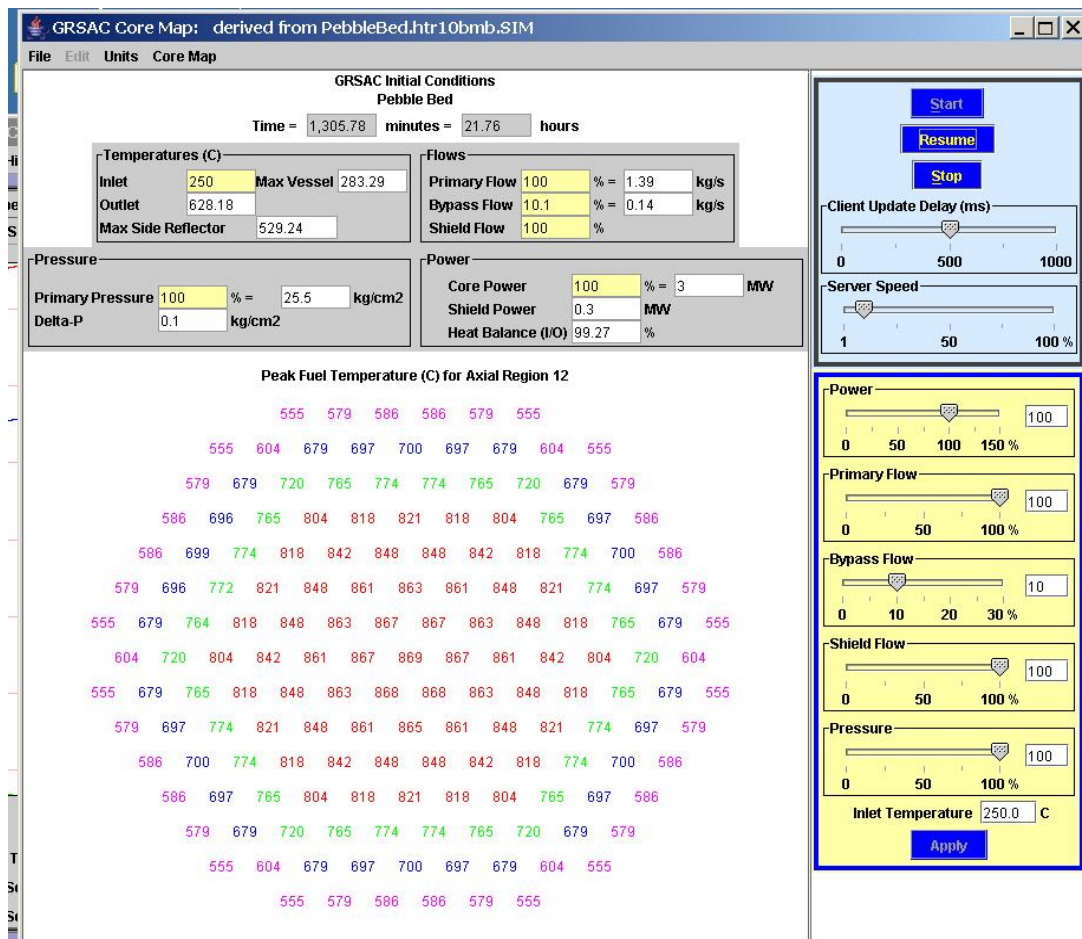 GRSAC Core Map: derived from PebbleBed.htr10bmb.SIM
File Edit Units Core Map
GRSAC Initial Conditions
Pebble Bed
Time = 1,305.78 minutes = 21.76 hours
Temperatures (C)
Inlet 250 Max Vessel 283.29
Outlet 628.18
Max Side Reflector 529.24
Flows
Primary Flow 100 % = 1.39 kg/s
Bypass Flow 10.1 % = 0.14 kg/s
Shield Flow 100 %
Pressure
Primary Pressure 100 % = 25.5 kg/cm2
Delta-P 0.1 kg/cm2
Power
Core Power 100 % = 3 MW
Shield Power 0.3 MW
Heat Balance (I/O) 99.27 %
Peak Fuel Temperature (C) for Axial Region 12
555 579 586 586 579 555
555 604 679 697 700 697 679 604 555
579 679 720 765 774 774 765 720 679 579
586 696 765 804 818 821 818 804 765 697 586
586 699 774 818 842 848 848 842 818 774 700 586
579 696 772 821 848 861 863 861 848 821 774 697 579
555 679 764 818 848 863 867 867 863 848 818 765 679 555
604 720 804 842 861 867 869 867 861 842 804 720 604
555 679 765 818 848 863 868 868 863 848 818 765 679 555
579 697 774 821 848 861 865 861 848 821 774 697 579
586 700 774 818 842 848 848 842 818 774 700 586
586 697 765 804 818 821 818 804 765 697 586
579 679 720 765 774 774 765 720 679 579
555 604 679 697 700 697 679 604 555
555 579 586 586 579 555
Start
Resume
Stop
Client Update Delay (ms)
0 500 1000
Server Speed
1 50 100 %
Power
100
0 50 100 150 %
Primary Flow
100
0 50 100 %
Bypass Flow
10
0 10 20 30 %
Shield Flow
100
0 50 100 %
Pressure
100
0 50 100 %
Inlet Temperature 250.0 C
Apply